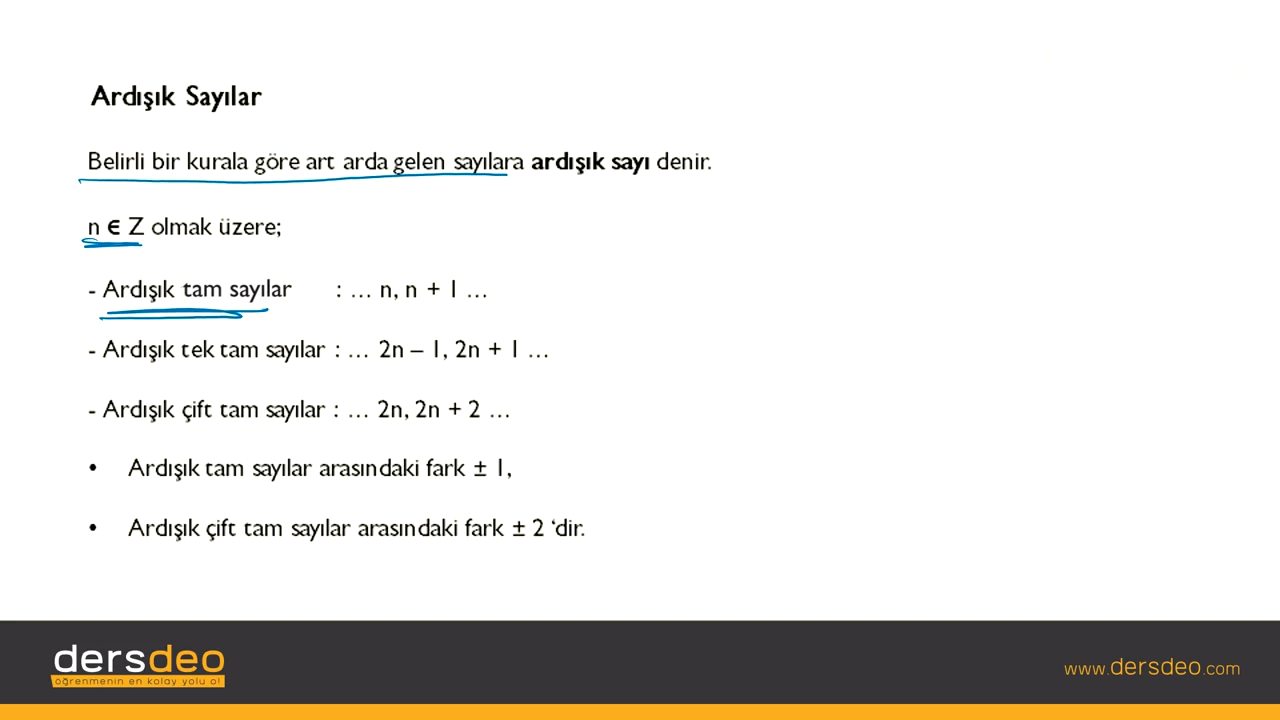 Ardışık Sayılar
Belirli bir kurala göre art arda gelen sayılara ardışık sayı denir.
n ∈ Z olmak üzere;
- Ardışık tam sayılar : … n, n + 1 …
- Ardışık tek tam sayılar : … 2n – 1, 2n + 1 …
- Ardışık çift tam sayılar : … 2n, 2n + 2 …
• Ardışık tam sayılar arasındaki fark ± 1,
• Ardışık çift tam sayılar arasındaki fark ± 2 ‘dir.
dersdeo
öğrenmenin en kolay yolu o!
www.dersdeo.com